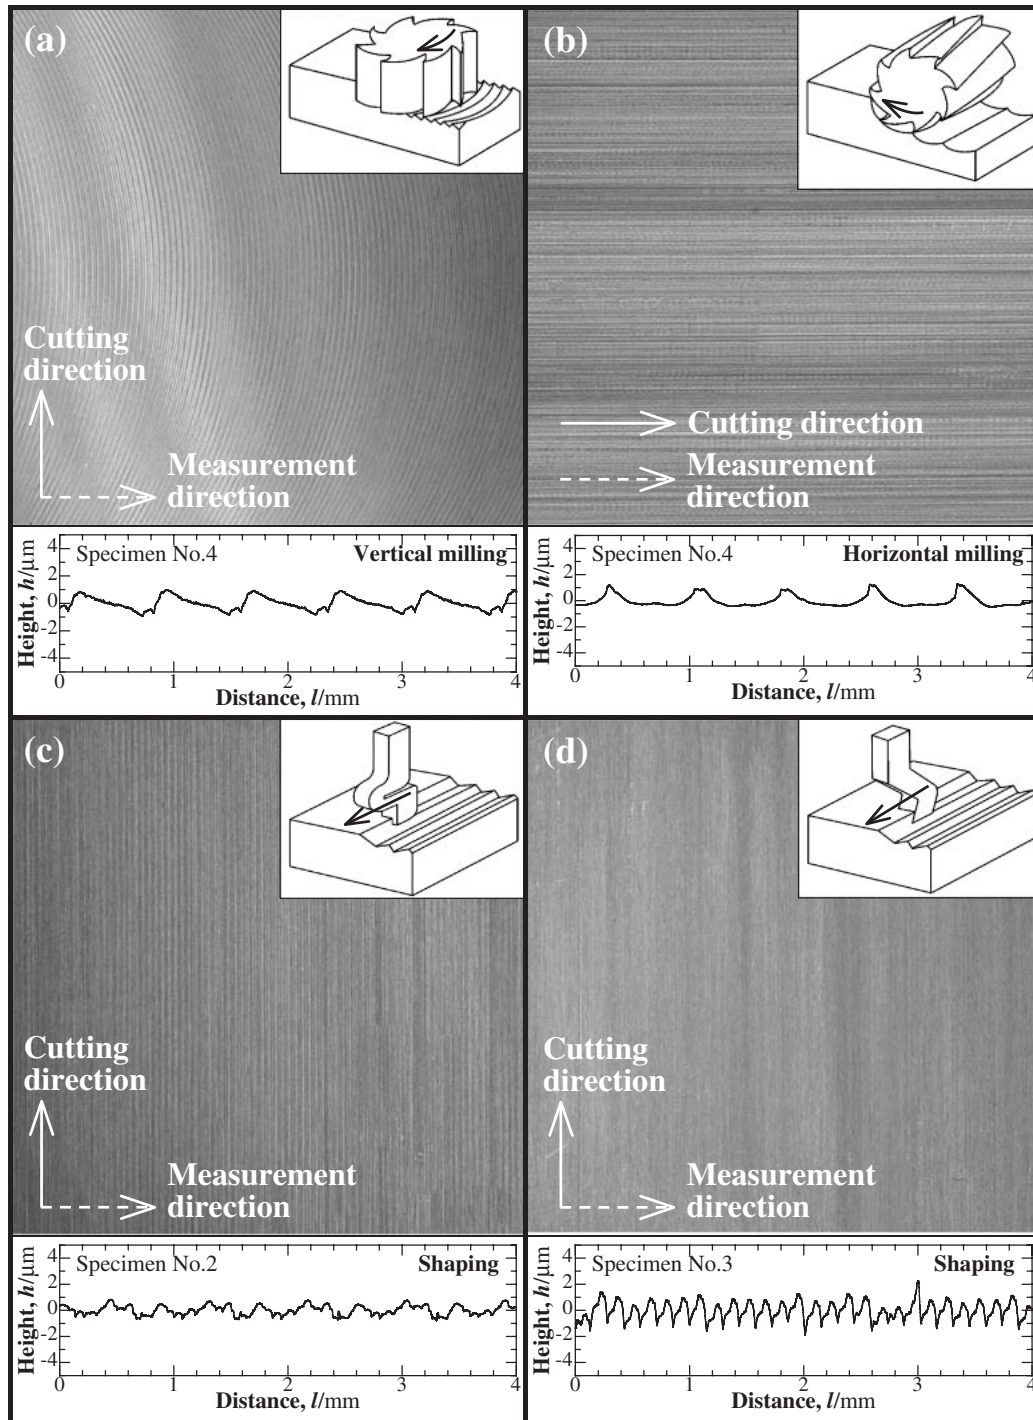 (a)
Cutting
direction
Measurement
direction
Height, h/μm
4
2
0
-2
-4
Specimen No.4
Vertical milling
0
1
2
3
4
Distance, l/mm
(b)
Cutting direction
Measurement
direction
Height, h/μm
4
2
0
-2
-4
Specimen No.4
Horizontal milling
0
1
2
3
4
Distance, l/mm
(c)
Cutting
direction
Measurement
direction
Height, h/μm
4
2
0
-2
-4
Specimen No.2
Shaping
0
1
2
3
4
Distance, l/mm
(d)
Cutting
direction
Measurement
direction
Height, h/μm
4
2
0
-2
-4
Specimen No.3
Shaping
0
1
2
3
4
Distance, l/mm